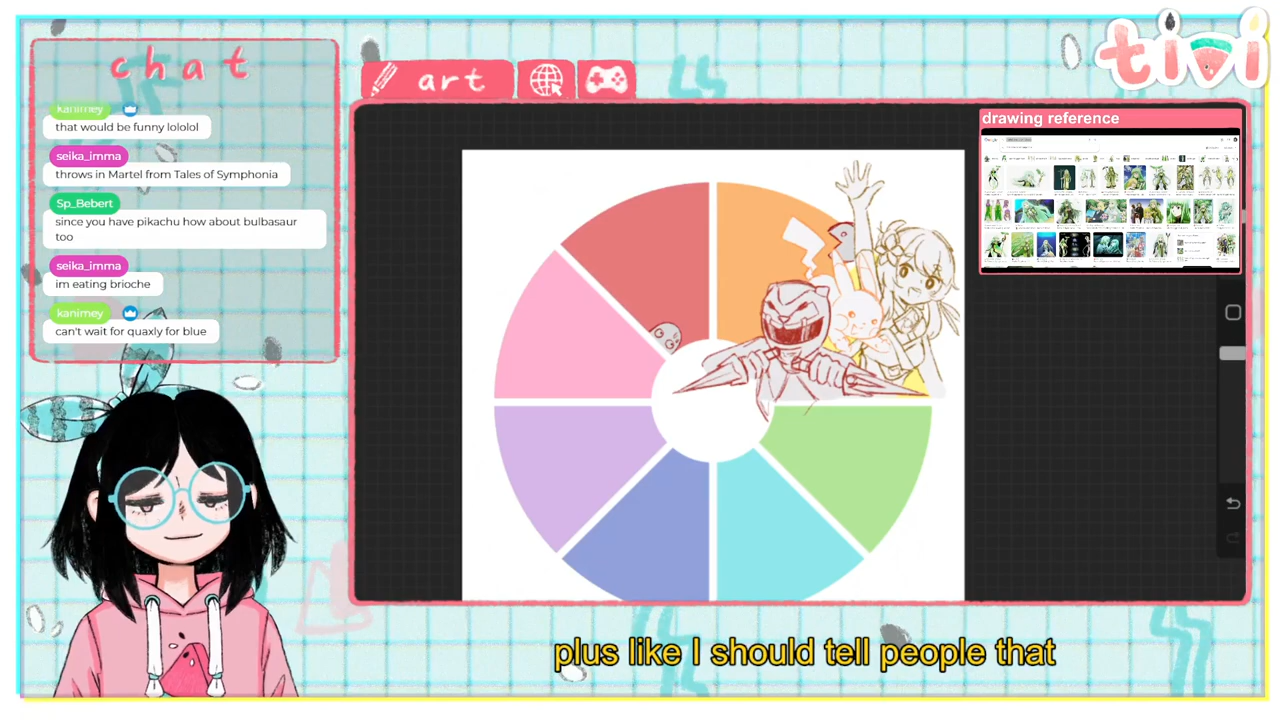 chat
art
tivi
drawing reference
kanimey
that would be funny lololol
seika_imma
throws in Martel from Tales of Symphonia
Sp_Bebert
since you have pikachu how about bulbasaur
too
seika_imma
im eating brioche
kanimey
can't wait for quaxly for blue
plus like I should tell people that